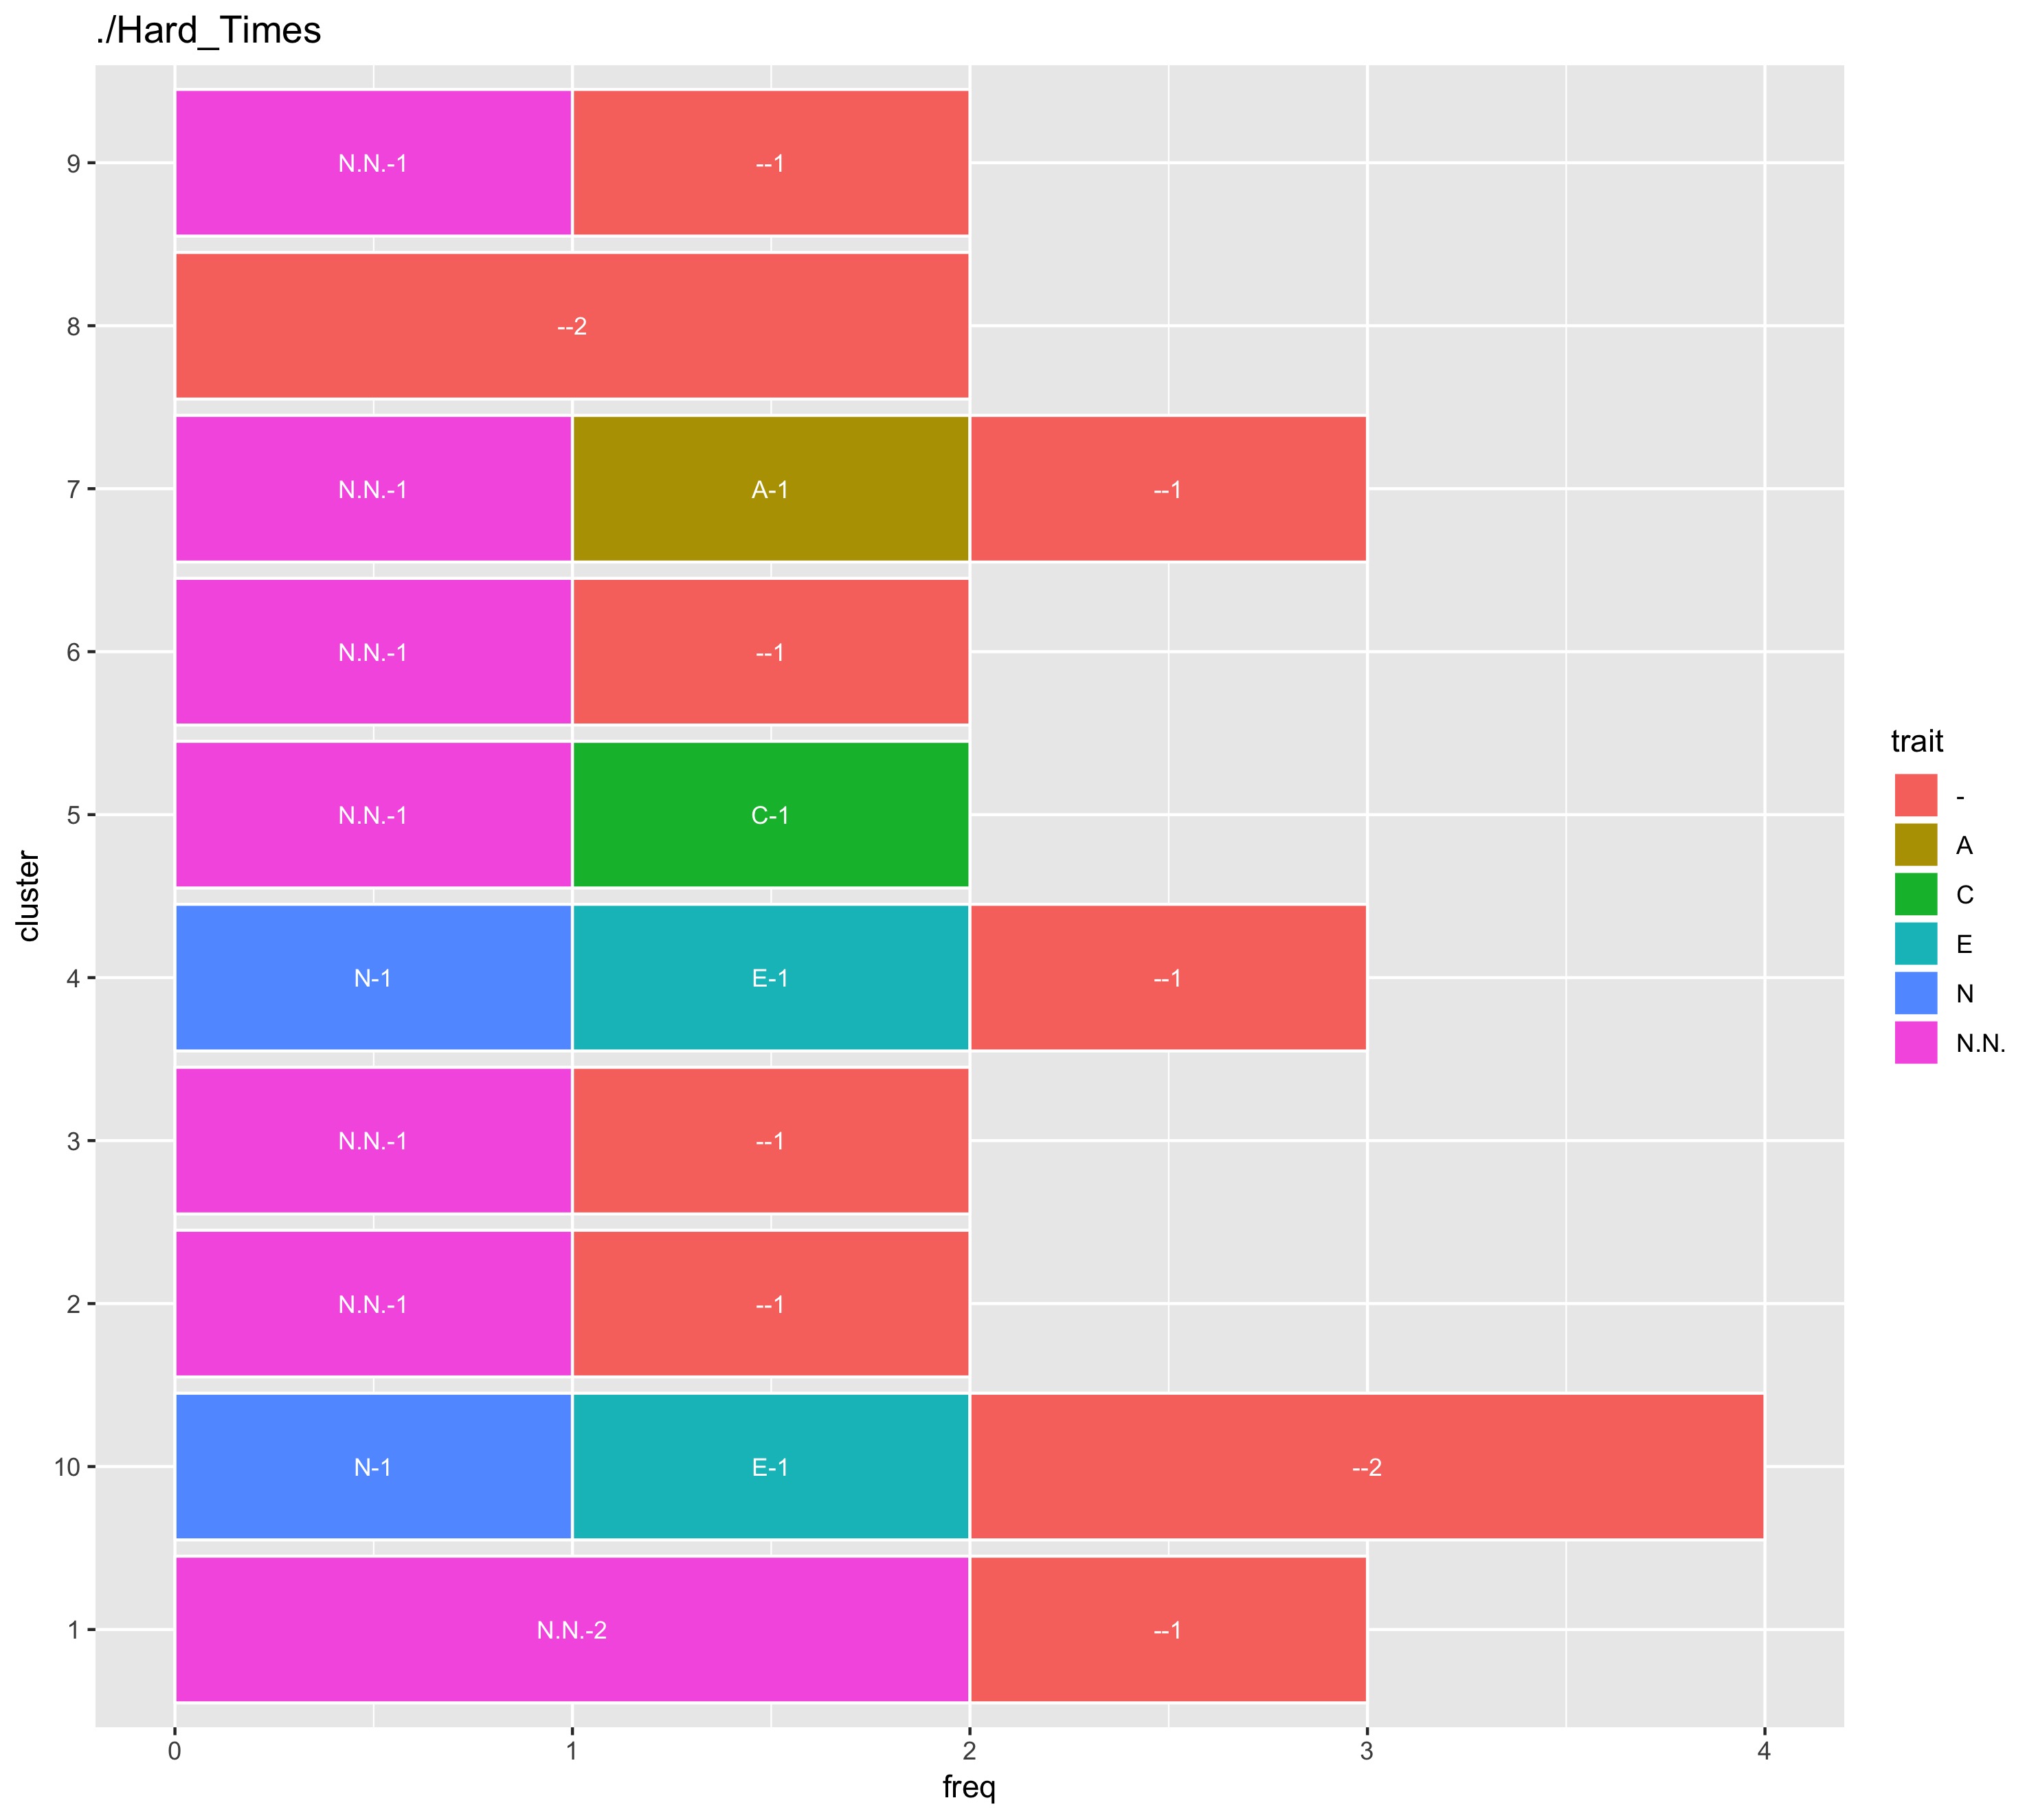 ./Hard_Times
9 N.N.-1 --1
8 --2
7 N.N.-1 A-1 --1
6 N.N.-1 --1
5 N.N.-1 C-1
4 N-1 E-1 --1
3 N.N.-1 --1
2 N.N.-1 --1
10 N-1 E-1 --2
1 N.N.-2 --1
0 1 2 3 4
freq
cluster
trait
-
A
C
E
N
N.N.